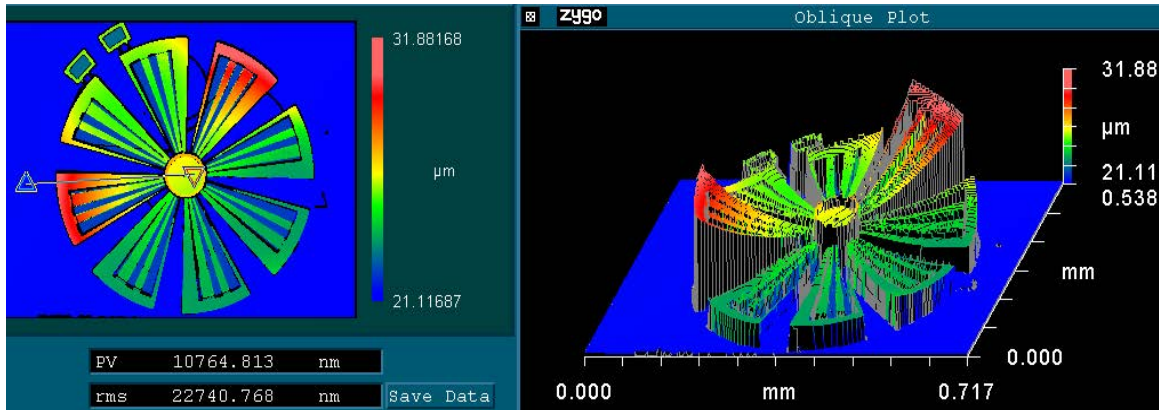 31.88168
µm
21.11687
PV 10764.813 nm
rms 22740.768 nm
Save Data
zygo Oblique Plot
31.88
µm
21.11
0.538
mm
0.000
0.000 mm 0.717